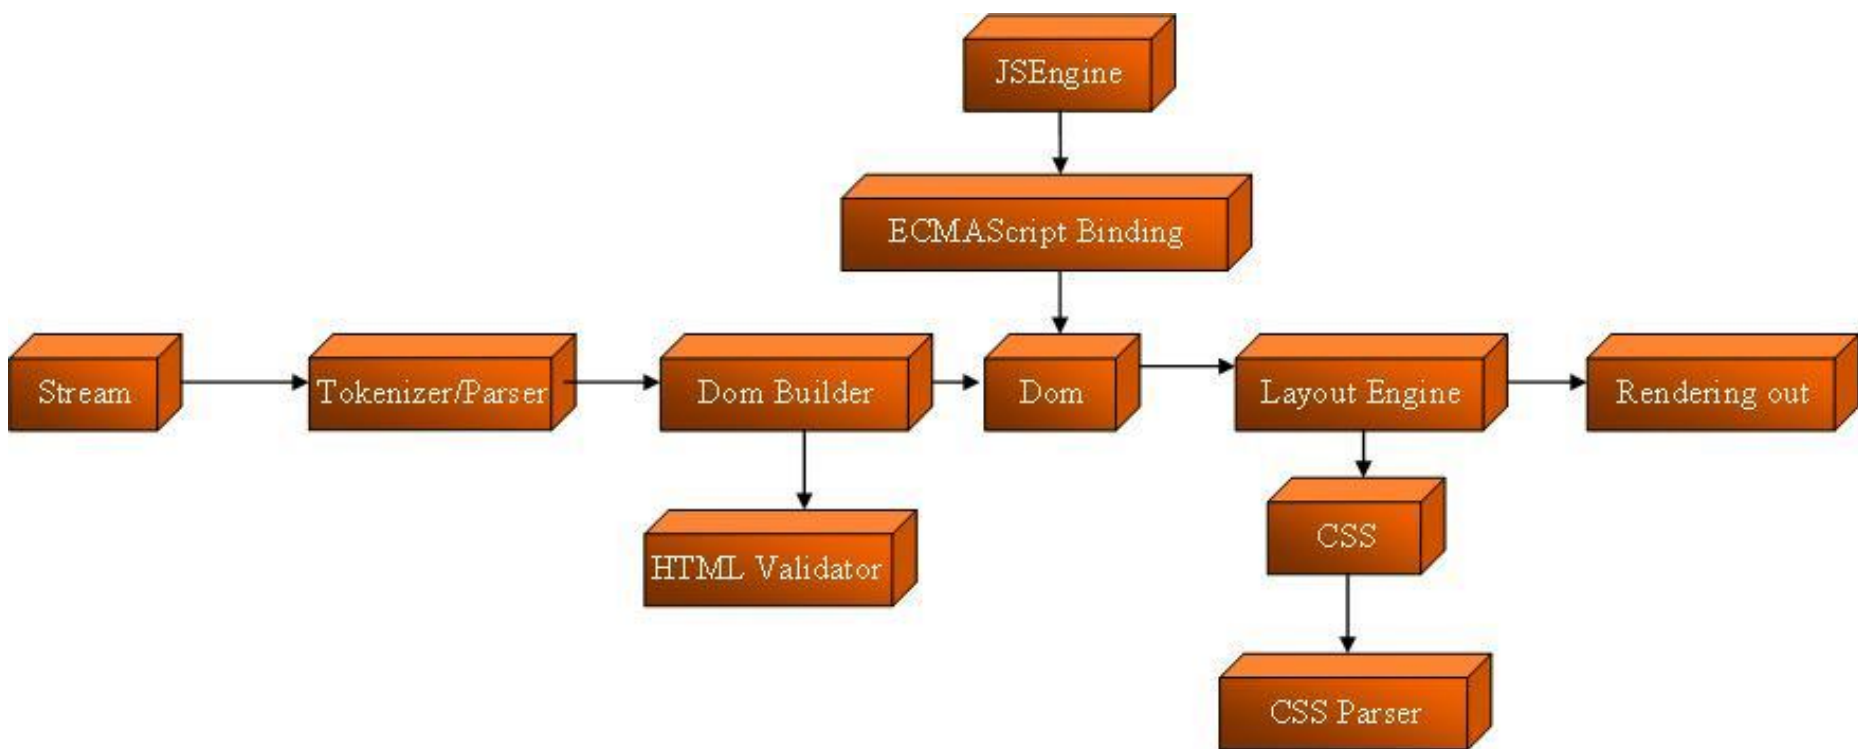 JSEngine
ECMAScript Binding
Stream
Tokenizer/Parser
Dom Builder
Dom
Layout Engine
Rendering out
HTML Validator
CSS
CSS Parser